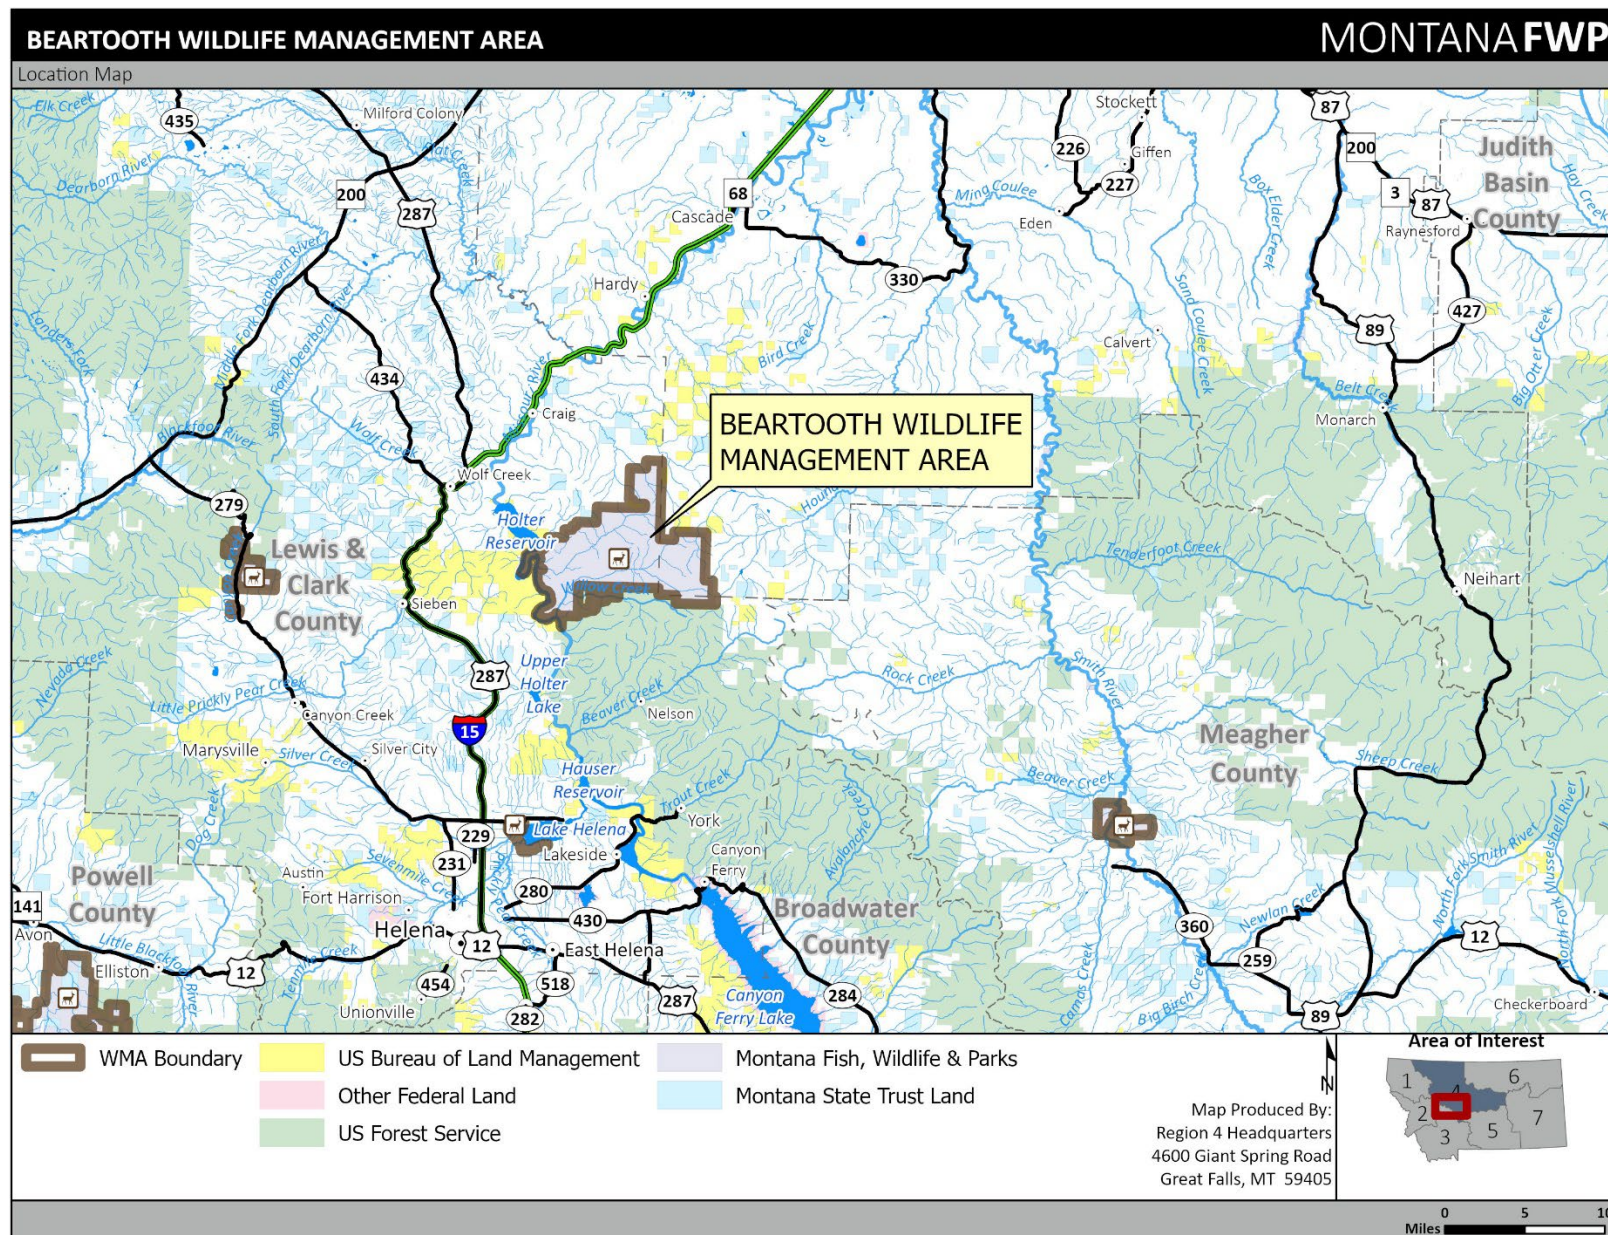 BEARTOOTH WILDLIFE MANAGEMENT AREA
MONTANA FWP
Location Map
Elk Creek
435
Milford Colony
Flat Creek
Dearborn River
200
287
68
Cascade
Stockett
226
Giffen
227
Ming Coulee
Eden
Box Elder Creek
87
200
3
87
Raynesford
Judith
Basin
County
Hay Creek
Hardy
330
Sand Coulee Creek
427
89
Calvert
Big Otter Creek
Landers Fork
Middle Fork Dearborn River
South Fork Dearborn River
434
Bird Creek
Craig
Belt Creek
Monarch
Blackfoot River
Wolf Creek
Wolf Creek
BEARTOOTH WILDLIFE
MANAGEMENT AREA
279
Holter
Reservoir
Lewis &
Clark
County
Willow Creek
Tenderfoot Creek
Neihart
Sieben
Nevada Creek
Upper
Holter
Lake
287
Rock Creek
Smith River
Little Prickly Pear Creek
Canyon Creek
Beaver Creek
Nelson
15
Marysville
Silver City
Silver Creek
Meagher
County
Sheep Creek
Hauser
Reservoir
Beaver Creek
Trout Creek
Dog Creek
229
Lake Helena
York
Avalanche Creek
231
Lakeside
Canyon
Ferry
North Fork Smith River
North Fork Musselshell River
Sevenmile Creek
Austin
Powell
County
Fort Harrison
280
430
Broadwater
County
Newlan Creek
141
Avon
Helena
12
East Helena
360
12
Little Blackfoot River
Elliston
12
Tenmile Creek
259
454
518
287
Canyon
Ferry Lake
284
Camas Creek
Big Birch Creek
Checkerboard
Unionville
282
89
WMA Boundary
US Bureau of Land Management
Other Federal Land
US Forest Service
Montana Fish, Wildlife & Parks
Montana State Trust Land
N
Map Produced By:
Region 4 Headquarters
4600 Giant Spring Road
Great Falls, MT 59405
Area of Interest
1
4
6
2
3
5
7
0 5 10
Miles